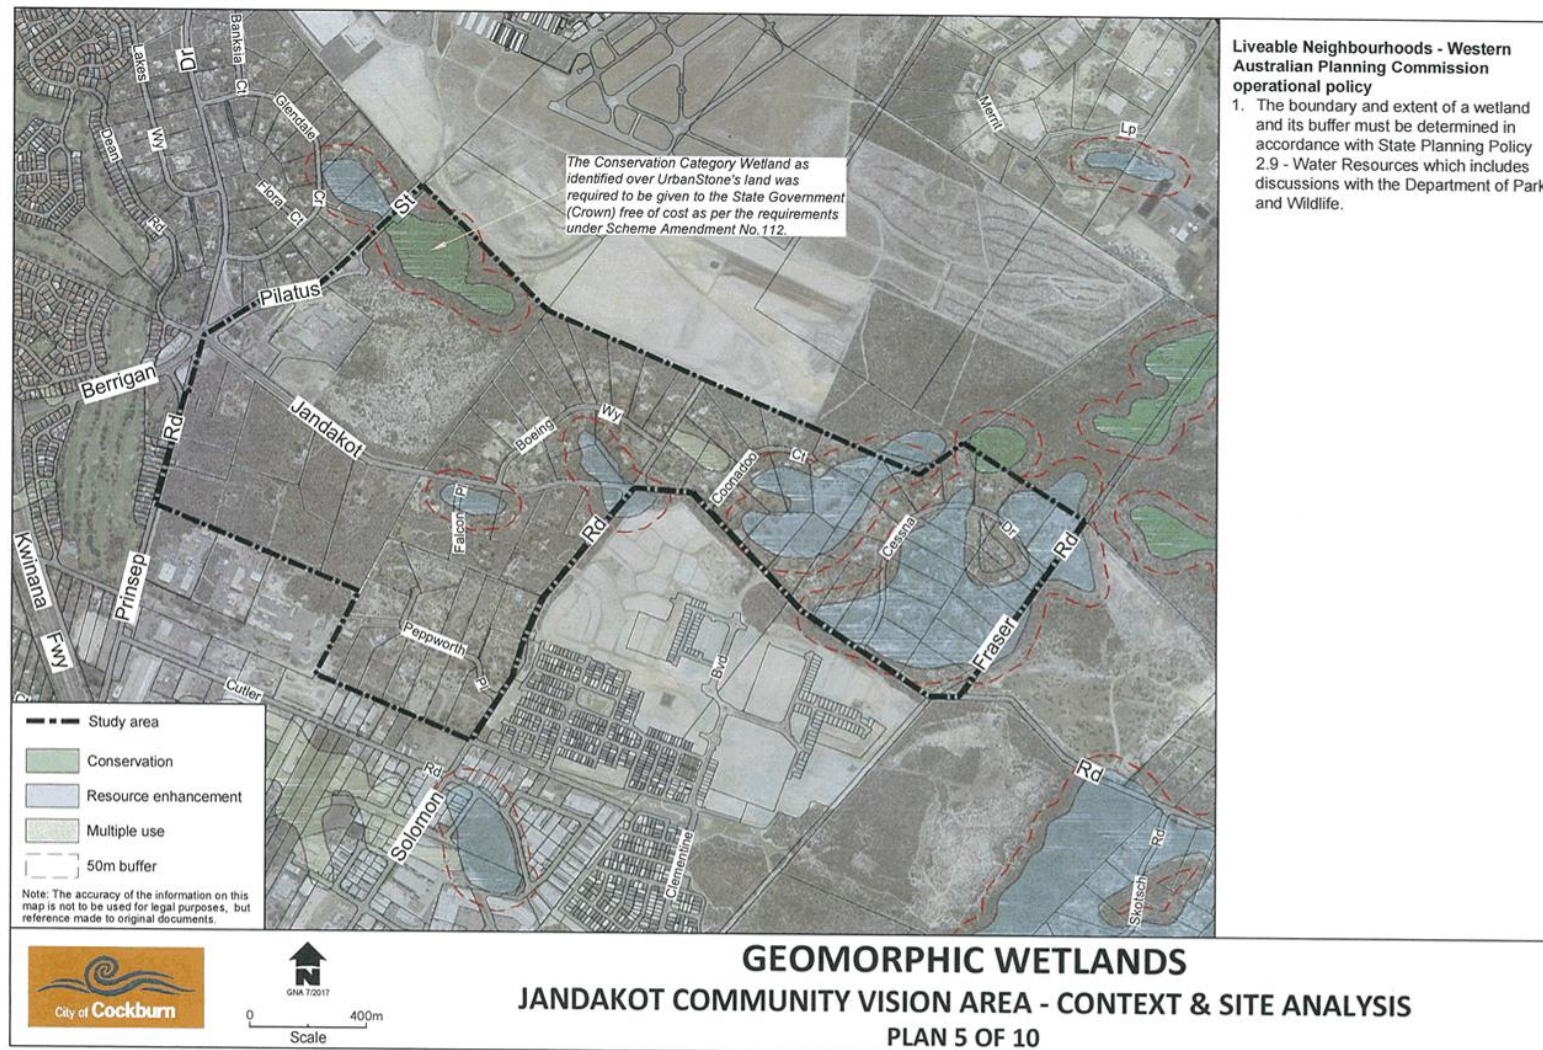 Banksia
Ct
Lakes
Wy
Dr
Dean
Rd
Glendale
Cr
Flora Ct
St
Pilatus
Berrigan
Rd
Jandakot
Boeing
Wy
Coonadoo
Ct
Falcon Pl
Rd
Cessna
Dr
Rd
Fraser
Merrit
Lp
Kwinana
Fwy
Prinsep
Peppworth
Pl
Cutler
Rd
Solomon
Bvd
Clementine
Rd
Rd
Skotsch
The Conservation Category Wetland as
identified over UrbanStone's land was
required to be given to the State Government
(Crown) free of cost as per the requirements
under Scheme Amendment No.112.
Liveable Neighbourhoods - Western
Australian Planning Commission
operational policy
1. The boundary and extent of a wetland
and its buffer must be determined in
accordance with State Planning Policy
2.9 - Water Resources which includes
discussions with the Department of Park
and Wildlife.
Study area
Conservation
Resource enhancement
Multiple use
50m buffer
Note: The accuracy of the information on this
map is not to be used for legal purposes, but
reference made to original documents.
City of Cockburn
N
GNA 7/2017
0 400m
Scale
GEOMORPHIC WETLANDS
JANDAKOT COMMUNITY VISION AREA - CONTEXT & SITE ANALYSIS
PLAN 5 OF 10